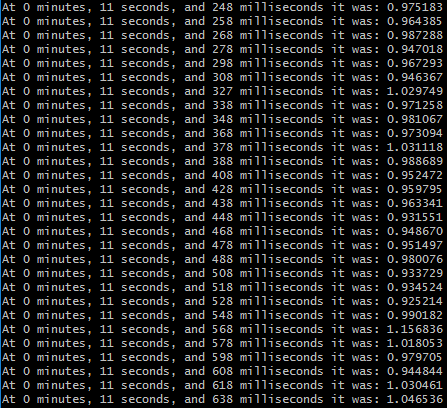 At 0 minutes, 11 seconds, and 248 milliseconds it was: 0.975183
At 0 minutes, 11 seconds, and 258 milliseconds it was: 0.964385
At 0 minutes, 11 seconds, and 268 milliseconds it was: 0.987288
At 0 minutes, 11 seconds, and 278 milliseconds it was: 0.947018
At 0 minutes, 11 seconds, and 298 milliseconds it was: 0.967293
At 0 minutes, 11 seconds, and 308 milliseconds it was: 0.946367
At 0 minutes, 11 seconds, and 327 milliseconds it was: 1.029749
At 0 minutes, 11 seconds, and 338 milliseconds it was: 0.971258
At 0 minutes, 11 seconds, and 348 milliseconds it was: 0.981067
At 0 minutes, 11 seconds, and 368 milliseconds it was: 0.973094
At 0 minutes, 11 seconds, and 378 milliseconds it was: 1.031118
At 0 minutes, 11 seconds, and 388 milliseconds it was: 0.988689
At 0 minutes, 11 seconds, and 408 milliseconds it was: 0.952472
At 0 minutes, 11 seconds, and 428 milliseconds it was: 0.959795
At 0 minutes, 11 seconds, and 438 milliseconds it was: 0.963341
At 0 minutes, 11 seconds, and 448 milliseconds it was: 0.931551
At 0 minutes, 11 seconds, and 468 milliseconds it was: 0.948670
At 0 minutes, 11 seconds, and 478 milliseconds it was: 0.951497
At 0 minutes, 11 seconds, and 488 milliseconds it was: 0.980076
At 0 minutes, 11 seconds, and 508 milliseconds it was: 0.933729
At 0 minutes, 11 seconds, and 518 milliseconds it was: 0.934524
At 0 minutes, 11 seconds, and 528 milliseconds it was: 0.925214
At 0 minutes, 11 seconds, and 548 milliseconds it was: 0.990182
At 0 minutes, 11 seconds, and 568 milliseconds it was: 1.156836
At 0 minutes, 11 seconds, and 578 milliseconds it was: 1.018053
At 0 minutes, 11 seconds, and 598 milliseconds it was: 0.979705
At 0 minutes, 11 seconds, and 608 milliseconds it was: 0.944844
At 0 minutes, 11 seconds, and 618 milliseconds it was: 1.030461
At 0 minutes, 11 seconds, and 638 milliseconds it was: 1.046536